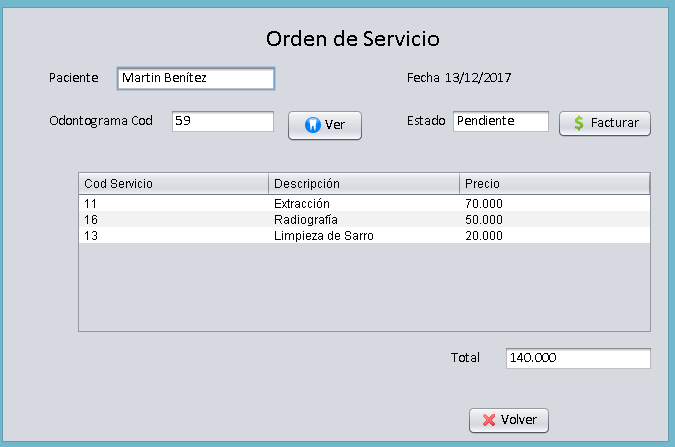 Orden de Servicio
Paciente Martin Benítez Fecha 13/12/2017
Odontograma Cod 59 Ver Estado Pendiente $ Facturar
Cod Servicio Descripción Precio
11 Extracción 70.000
16 Radiografía 50.000
13 Limpieza de Sarro 20.000
Total 140.000
Volver